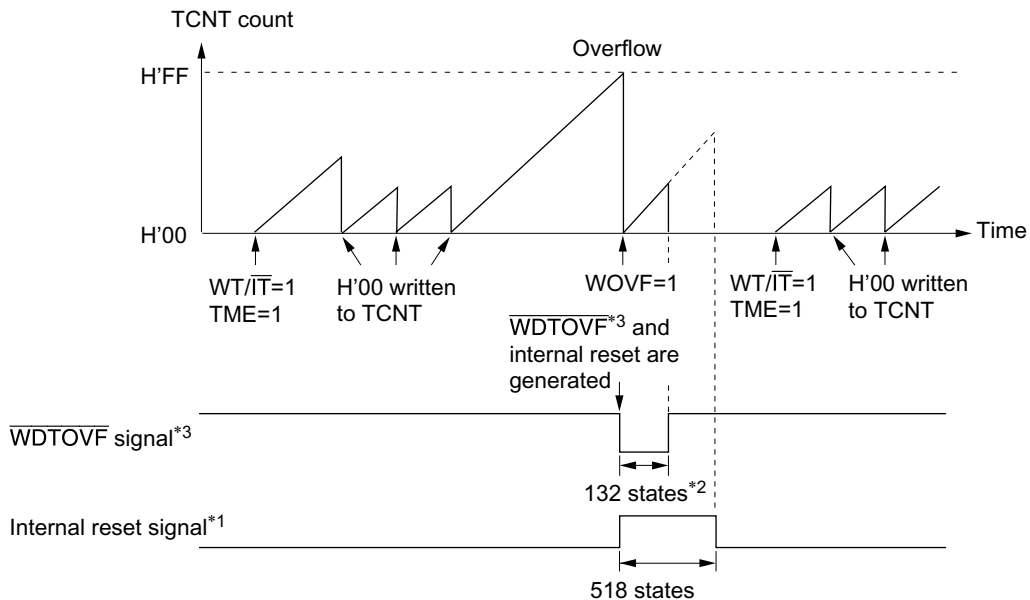 TCNT count
Overflow
H'FF
H'00
Time
WT/IT=1
TME=1
H'00 written
to TCNT
WOVF=1
WT/IT=1
TME=1
H'00 written
to TCNT
WDTOVF*3 and
internal reset are
generated
WDTOVF signal*3
132 states*2
Internal reset signal*1
518 states